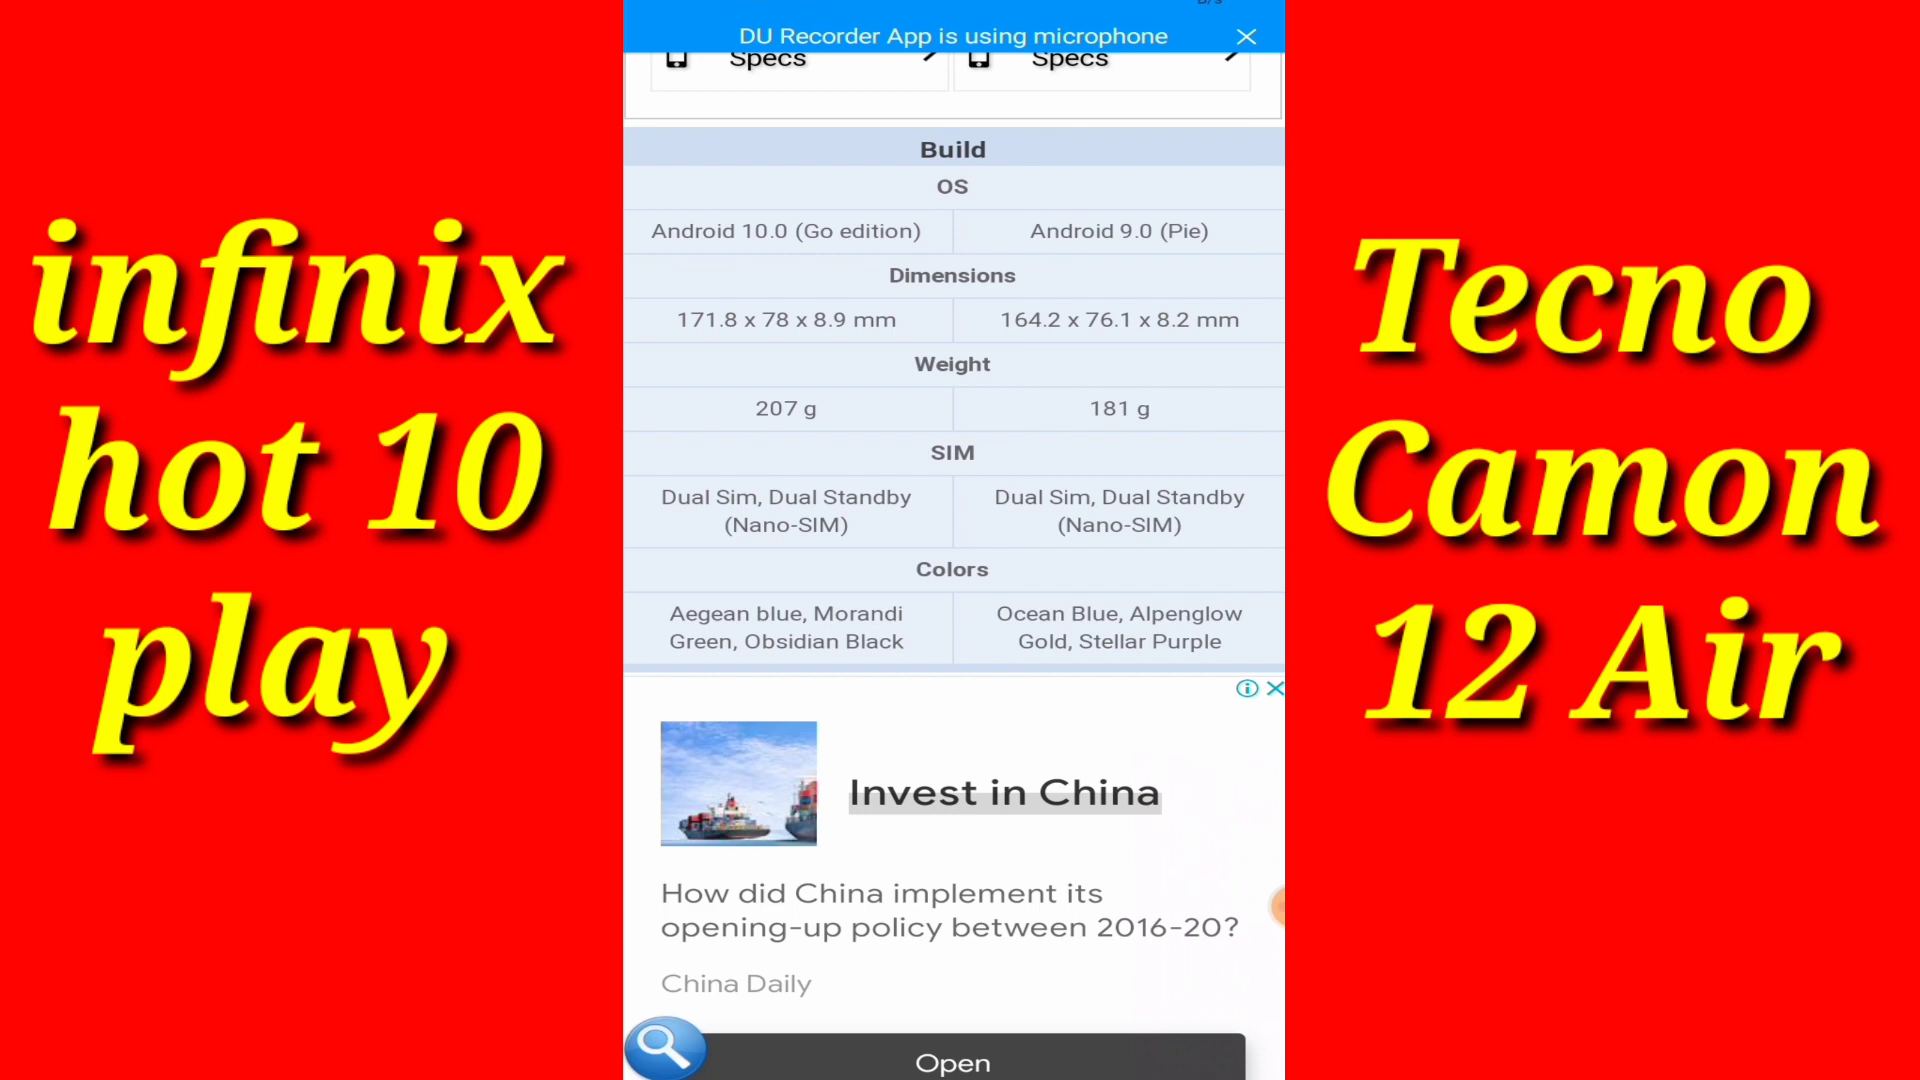 DU Recorder App is using microphone
Specs
Specs
infinix
hot 10
play
Build
OS
Android 10.0 (Go edition)
Android 9.0 (Pie)
Dimensions
171.8 x 78 x 8.9 mm
164.2 x 76.1 x 8.2 mm
Weight
207 g
181 g
SIM
Dual Sim, Dual Standby
(Nano-SIM)
Dual Sim, Dual Standby
(Nano-SIM)
Colors
Aegean blue, Morandi
Green, Obsidian Black
Ocean Blue, Alpenglow
Gold, Stellar Purple
Invest in China
How did China implement its
opening-up policy between 2016-20?
China Daily
Open
Tecno
Camon
12 Air